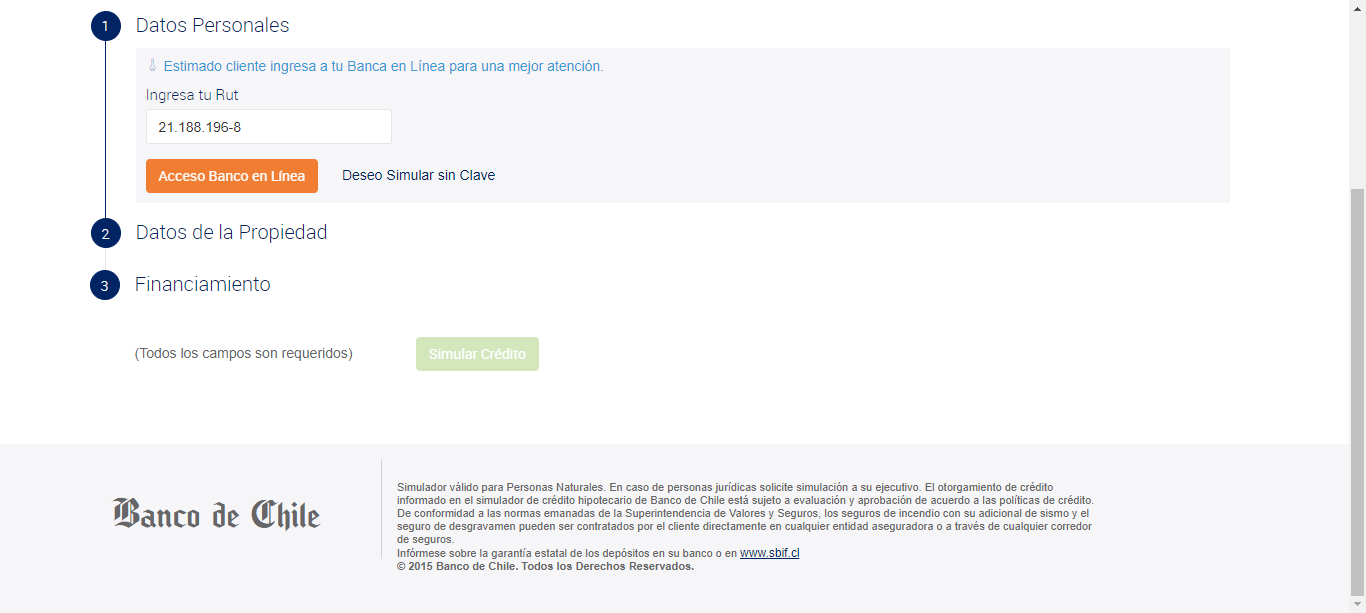 1 Datos Personales
Estimado cliente ingresa a tu Banca en Línea para una mejor atención.
Ingresa tu Rut
21.188.196-8
Acceso Banco en Línea Deseo Simular sin Clave
2 Datos de la Propiedad
3 Financiamiento
(Todos los campos son requeridos) Simular Crédito
Banco de Chile
Simulador válido para Personas Naturales. En caso de personas jurídicas solicite simulación a su ejecutivo. El otorgamiento de crédito
informado en el simulador de crédito hipotecario de Banco de Chile está sujeto a evaluación y aprobación de acuerdo a las políticas de crédito.
De conformidad a las normas emanadas de la Superintendencia de Valores y Seguros, los seguros de incendio con su adicional de sismo y el
seguro de desgravamen pueden ser contratados por el cliente directamente en cualquier entidad aseguradora o a través de cualquier corredor
de seguros.
Infórmese sobre la garantía estatal de los depósitos en su banco o en www.sbif.cl
© 2015 Banco de Chile. Todos los Derechos Reservados.